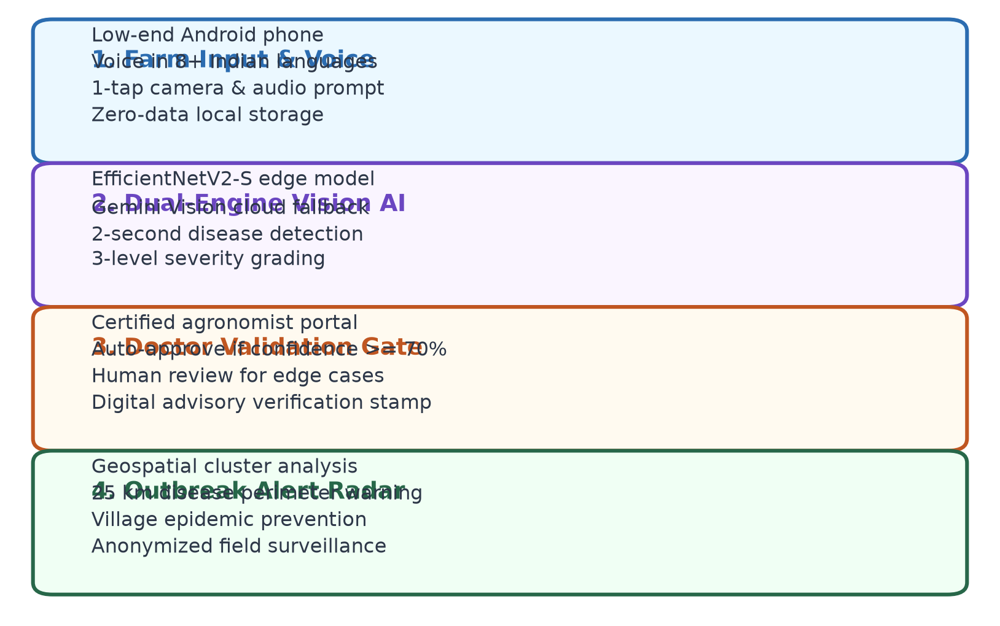 Low-end Android phone
1. Farm Input & Voice
Voice in 8+ Indian languages
1-tap camera & audio prompt
Zero-data local storage
EfficientNetV2-S edge model
2. Dual-Engine Vision AI
Gemini Vision cloud fallback
2-second disease detection
3-level severity grading
Certified agronomist portal
3. Doctor Validation Gate
Auto-approve if confidence >= 70%
Human review for edge cases
Digital advisory verification stamp
Geospatial cluster analysis
4. Outbreak Alert Radar
25 km disease perimeter warning
Village epidemic prevention
Anonymized field surveillance